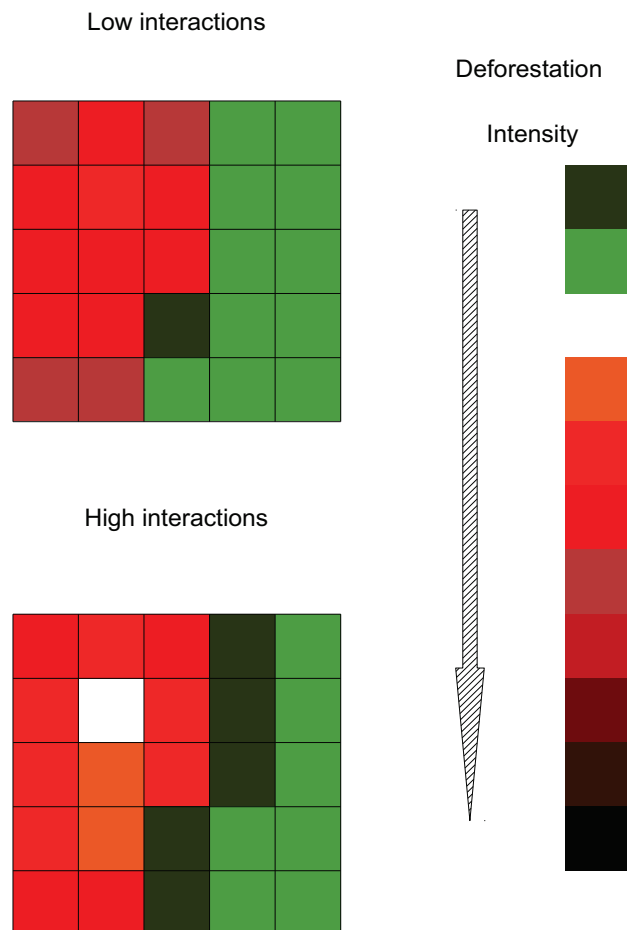 Low interactions
Deforestation
Intensity
High interactions